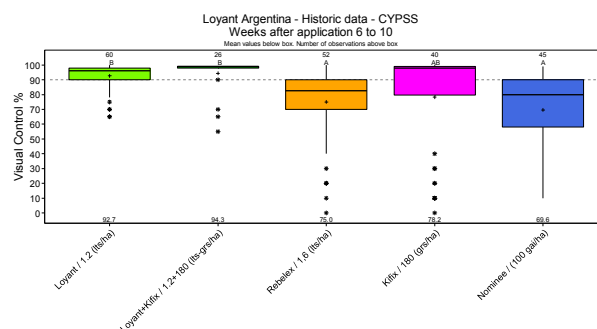 Loyant Argentina - Historic data - CYPSS
Weeks after application 6 to 10
Mean values below box. Number of observations above box
60 26 52 40 45
B B A AB A
Visual Control %
100
90
80
70
60
50
40
30
20
10
0
92.7 94.3 75.0 78.2 69.6
Loyant / 1.2 (lts/ha)
Loyant+Kifix / 1.2+180 (lts-grs/ha)
Rebelex / 1,6 (lts/ha)
Kifix / 180 (grs/ha)
Nominee / (100 gai/ha)